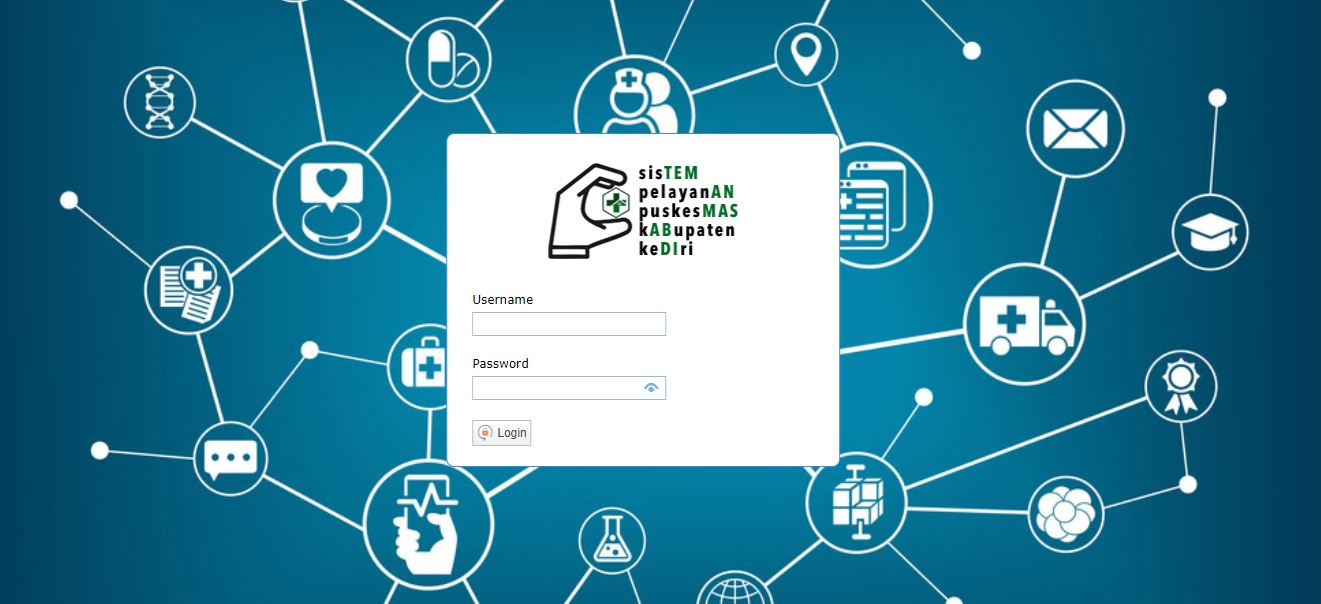 sisTEM
pelayanAN
puskesMAS
kABupaten
keDIri
Username
Password
Login